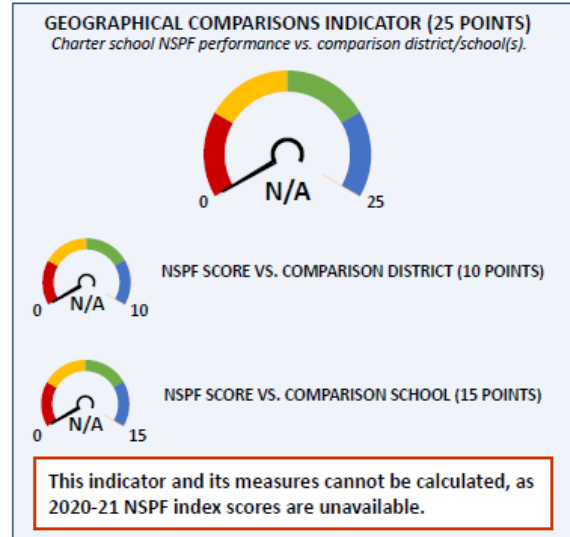 GEOGRAPHICAL COMPARISONS INDICATOR (25 POINTS)
Charter school NSPF performance vs. comparison district/school(s).
N/A
0 25
NSPF SCORE VS. COMPARISON DISTRICT (10 POINTS)
N/A
0 10
NSPF SCORE VS. COMPARISON SCHOOL (15 POINTS)
N/A
0 15
This indicator and its measures cannot be calculated, as
2020-21 NSPF index scores are unavailable.